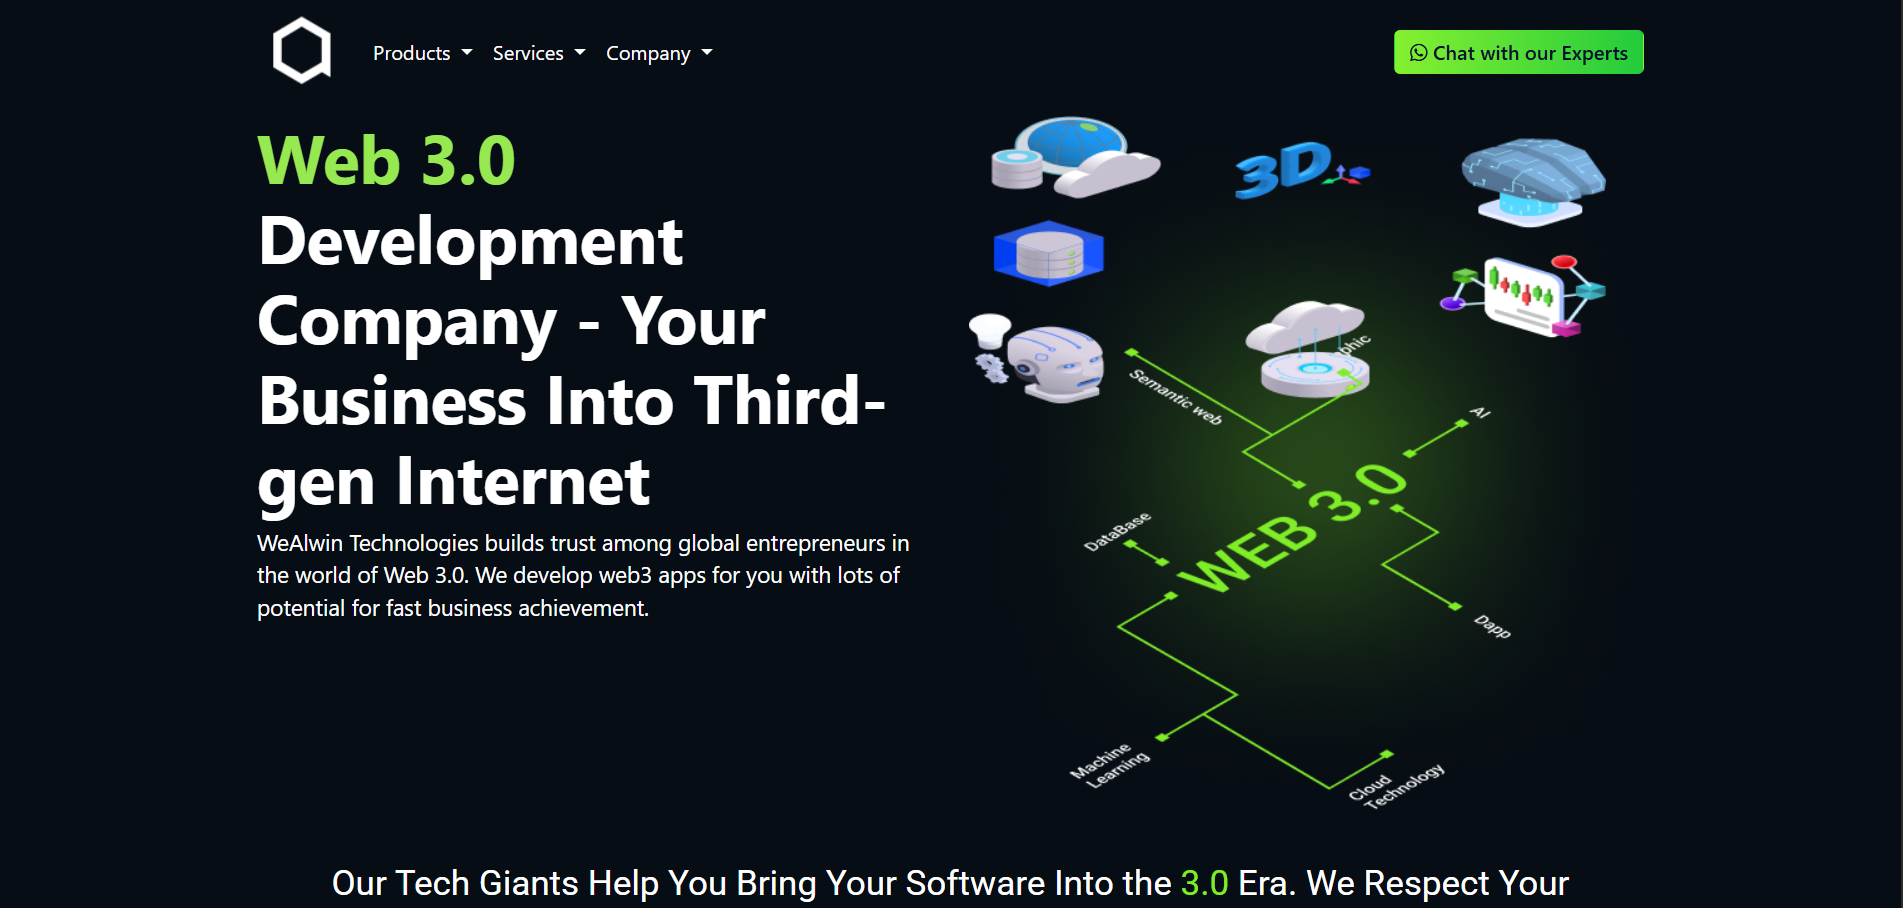 Products
Services
Company
Chat with our Experts
Web 3.0
Development
Company - Your
Business Into Third-
gen Internet
WeAlwin Technologies builds trust among global entrepreneurs in
the world of Web 3.0. We develop web3 apps for you with lots of
potential for fast business achievement.
3D
Semantic web
AI
WEB 3.0
DataBase
Dapp
Machine
Learning
Cloud
Technology
Our Tech Giants Help You Bring Your Software Into the 3.0 Era. We Respect Your